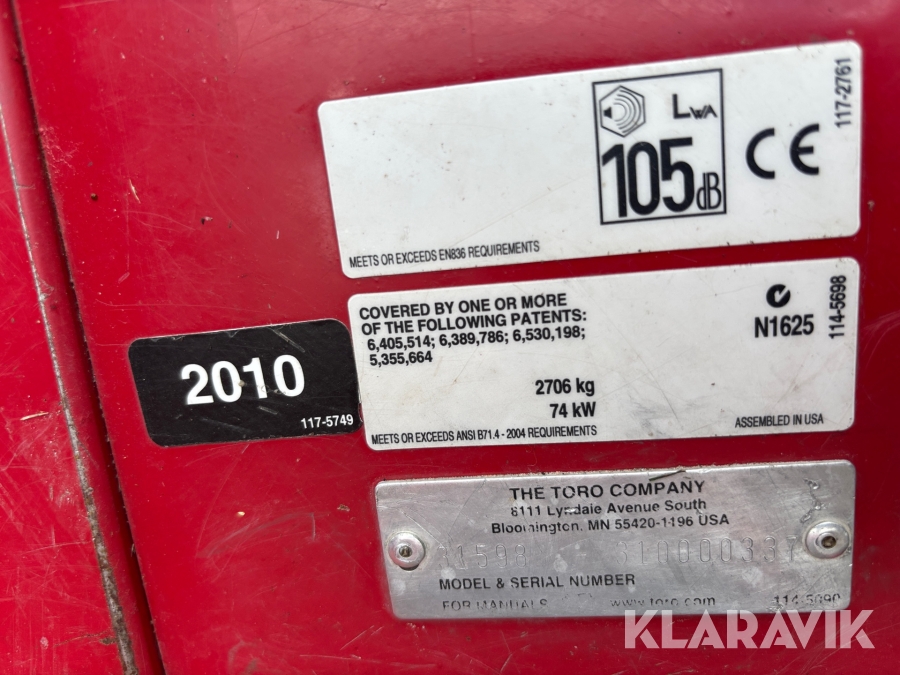 LWA
105dB
CE
117-2761
MEETS OR EXCEEDS EN836 REQUIREMENTS
2010
117-5749
COVERED BY ONE OR MORE
OF THE FOLLOWING PATENTS:
6,405,514; 6,389,786; 6,530,198;
5,355,664
2706 kg
74 kW
MEETS OR EXCEEDS ANSI B71.4 - 2004 REQUIREMENTS
N1625
114-5698
ASSEMBLED IN USA
THE TORO COMPANY
8111 Lyndale Avenue South
Bloomington, MN 55420-1196 USA
31598
MODEL & SERIAL NUMBER
FOR MANUALS www.toro.com 114-5690
KLARAVIK